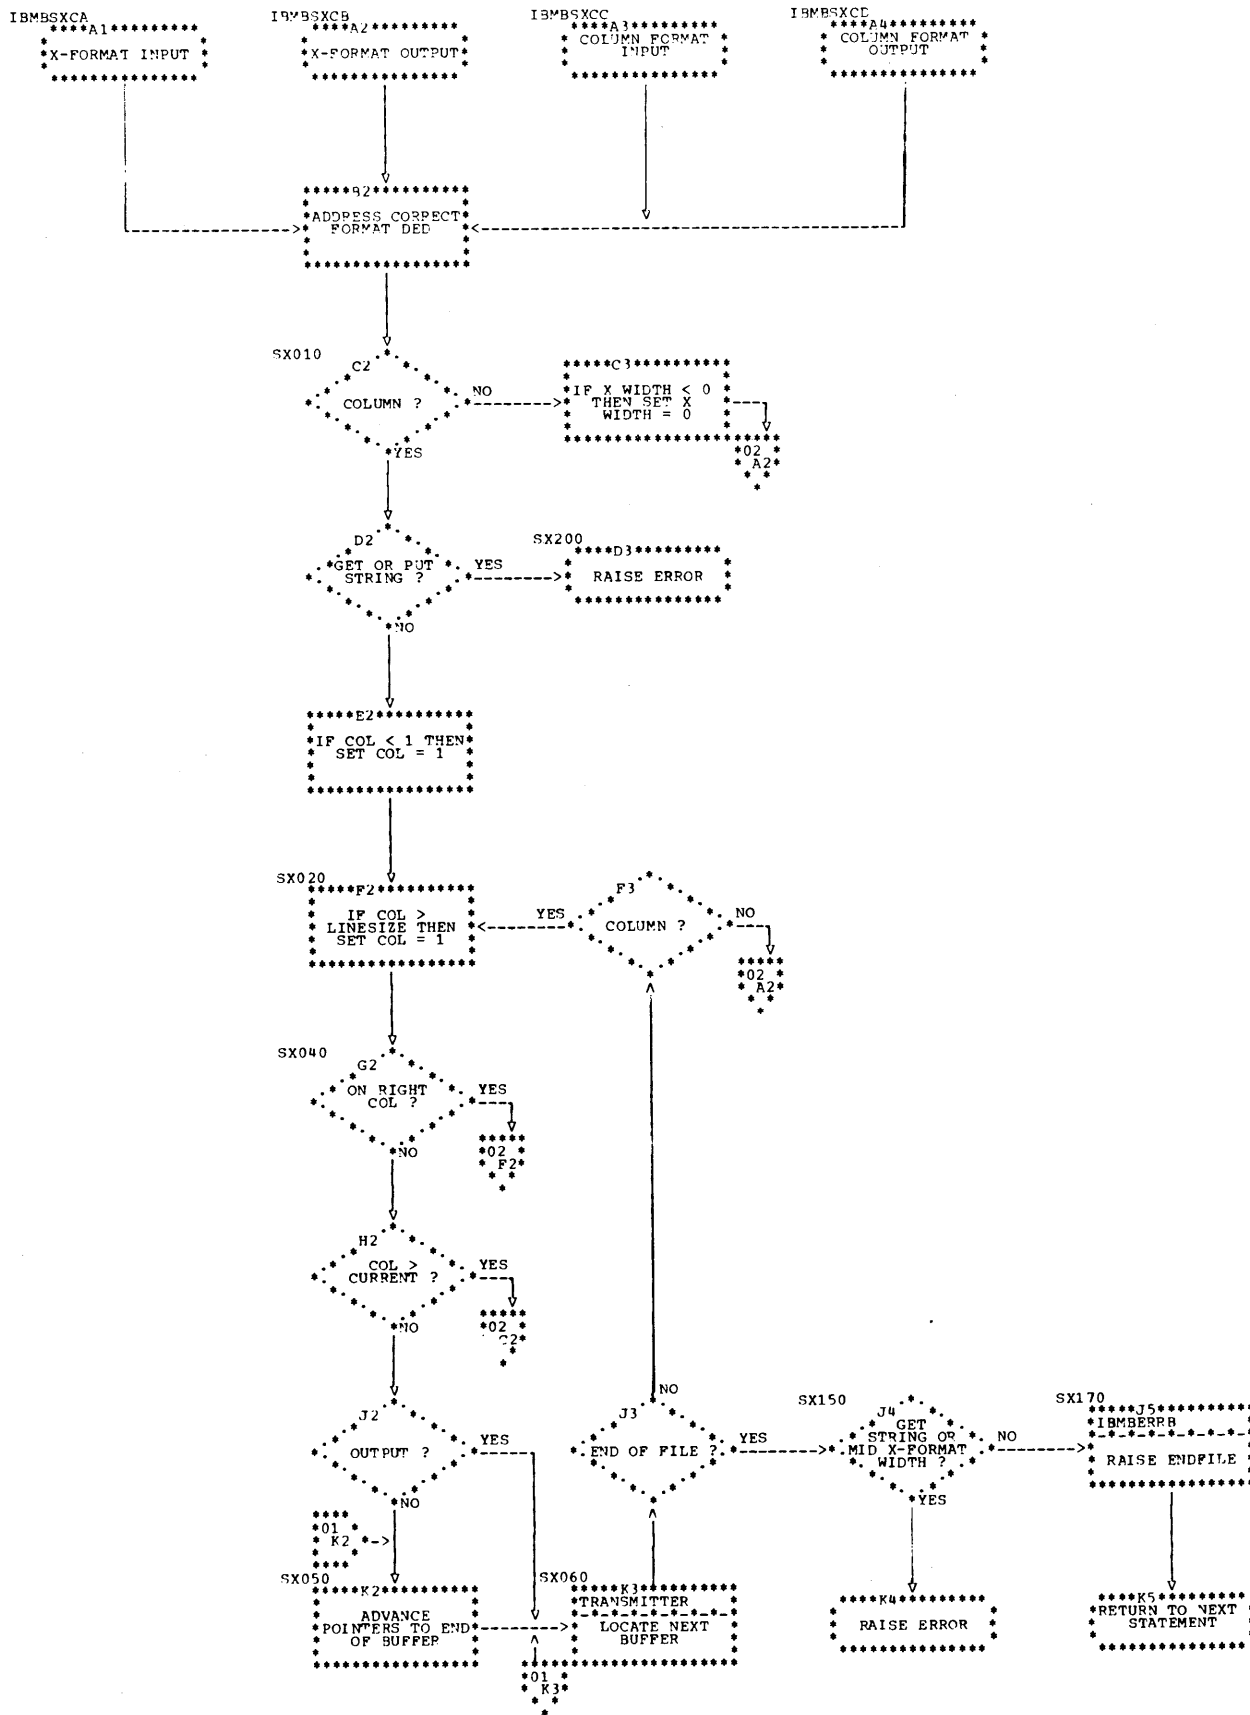 IBMBSXCA
A1
X-FORMAT INPUT
IBMBSXCB
A2
X-FORMAT OUTPUT
IBMBSXCC
A3
COLUMN FORMAT
INPUT
IBMBSXCD
A4
COLUMN FORMAT
OUTPUT
B2
ADDRESS CORRECT
FORMAT DED
SX010
C2
COLUMN ?
NO
YES
C3
IF X WIDTH < 0
THEN SET X
WIDTH = 0
02
A2
D2
GET OR PUT
STRING ?
YES
NO
SX200
D3
RAISE ERROR
E2
IF COL < 1 THEN
SET COL = 1
SX020
F2
IF COL >
LINESIZE THEN
SET COL = 1
YES
F3
COLUMN ?
NO
02
A2
SX040
G2
ON RIGHT
COL ?
YES
NO
02
F2
H2
COL >
CURRENT ?
YES
NO
02
C2
J2
OUTPUT ?
YES
NO
NO
J3
END OF FILE ?
YES
SX150
J4
GET
STRING OR
MID X-FORMAT
WIDTH ?
NO
YES
SX170
J5
IBMBERRB
RAISE ENDFILE
01
K2
SX050
K2
ADVANCE
POINTERS TO END
OF BUFFER
SX060
K3
TRANSMITTER
LOCATE NEXT
BUFFER
01
K3
K4
RAISE ERROR
K5
RETURN TO NEXT
STATEMENT